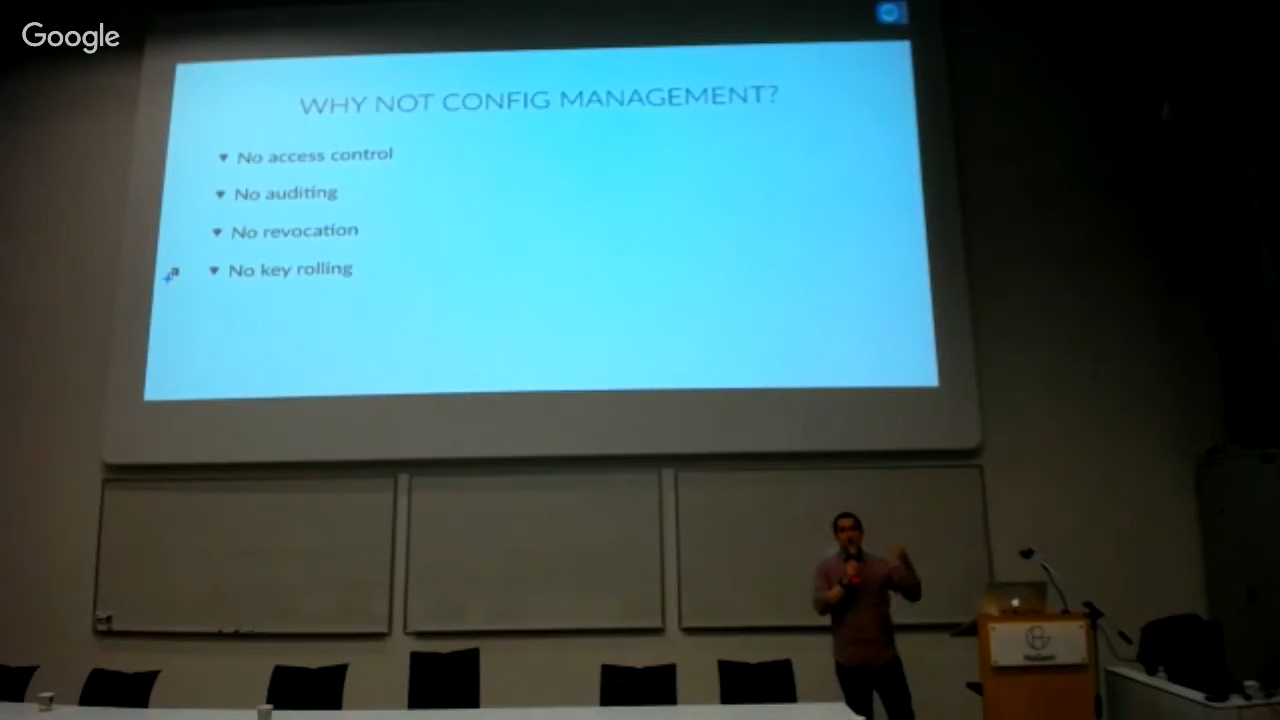 Google
WHY NOT CONFIG MANAGEMENT?
No access control
No auditing
No revocation
No key rolling